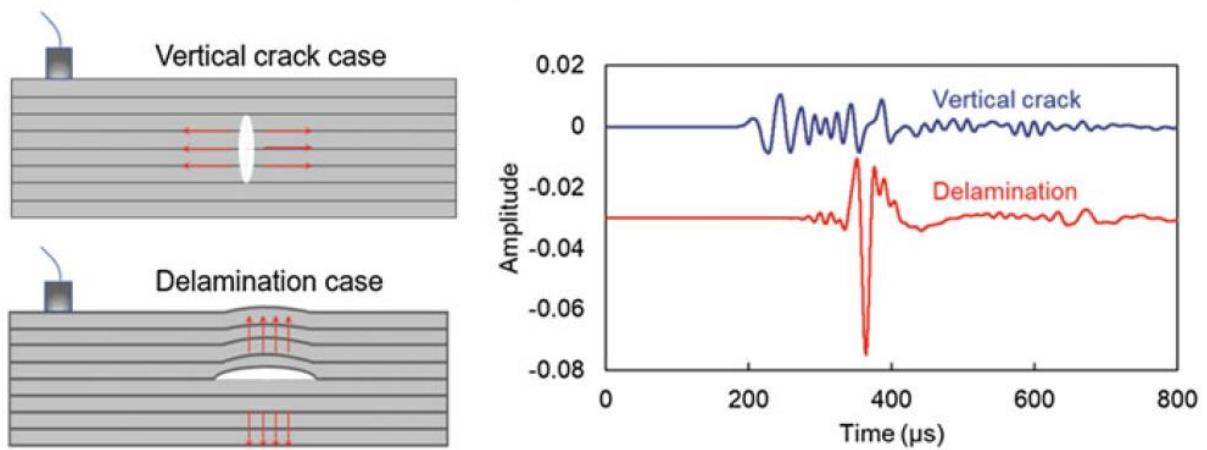 Vertical crack case
Delamination case
Amplitude
0.02
0
-0.02
-0.04
-0.06
-0.08
Vertical crack
Delamination
0
200
400
600
800
Time (μs)